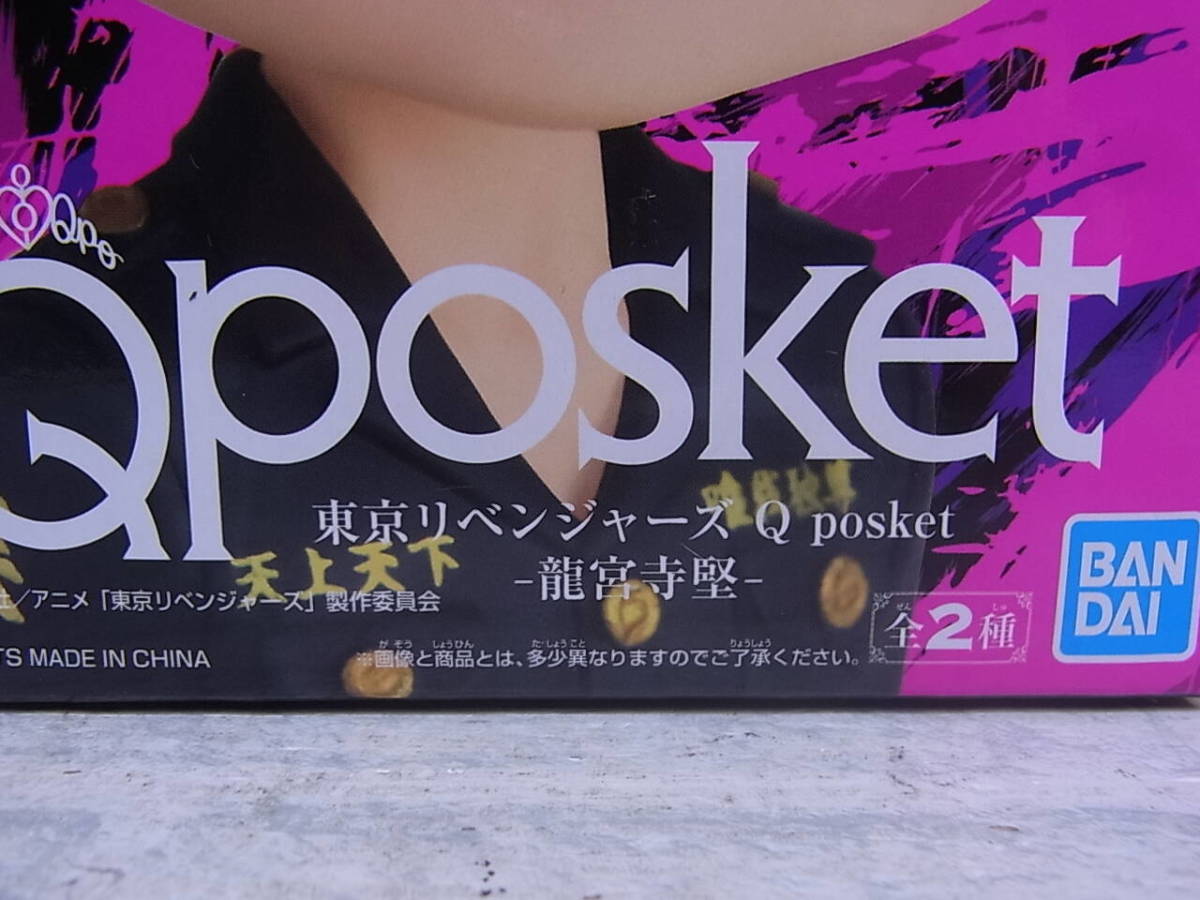 Qpo
Qposket
唯我独尊
東京リベンジャーズ Q posket
天上天下
-龍宮寺堅-
/アニメ「東京リベンジャーズ」製作委員会
TS MADE IN CHINA
※画像と商品とは、多少異なりますのでご了承ください。
全2種
BAN
DAI